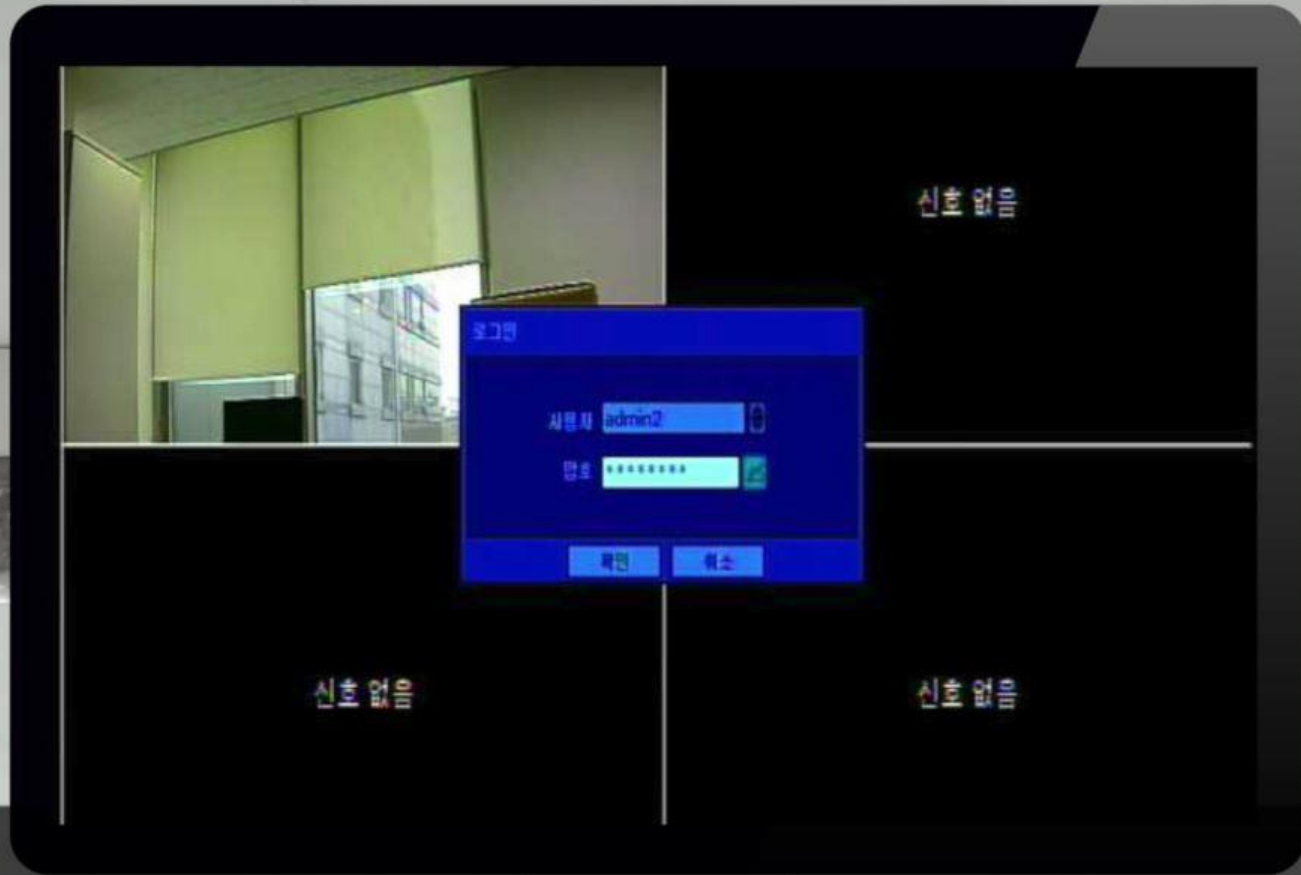 신호 없음
로그인
사용자 admin2
암호 ********
확인 취소
신호 없음
신호 없음